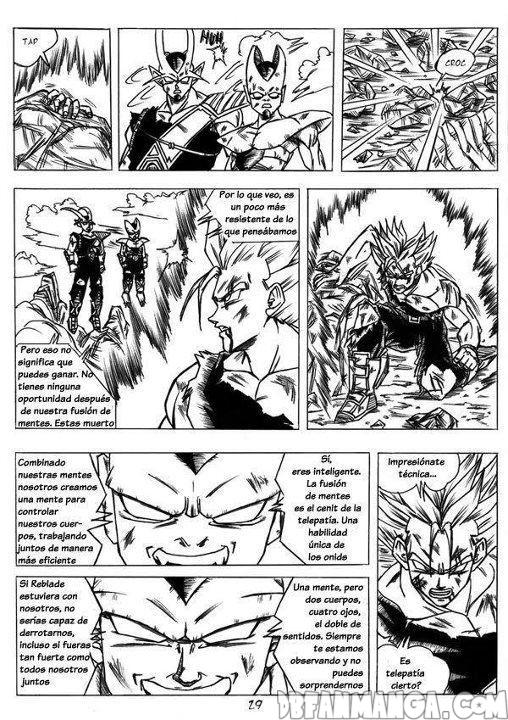 TAP
HUH
CROC
Por lo que veo, es
un poco más
resistente de lo
que pensábamos
Pero eso no
significa que
puedes ganar. No
tienes ninguna
oportunidad después
de nuestra fusión de
mentes. Estas muerto
Combinado
nuestras mentes
nosotros creamos
una mente para
controlar
nuestros cuer-
pos, trabajando
juntos de manera
más eficiente
Sí,
eres inteligente.
La fusión
de mentes
es el cenit de la
telepatía. Una
habilidad
única de
los onids
Impresiónate
técnica...
Si Reblade
estuviera con
nosotros, no
serías capaz de
derrotarnos,
incluso si fueras
tan fuerte como
todos nosotros
juntos
Una mente, pero
dos cuerpos,
cuatro ojos,
el doble de
sentidos. Siempre
te estamos
observando y no
puedes
sorprendernos
Es
telepatía
cierto?
19
DBFANMANGA.COM